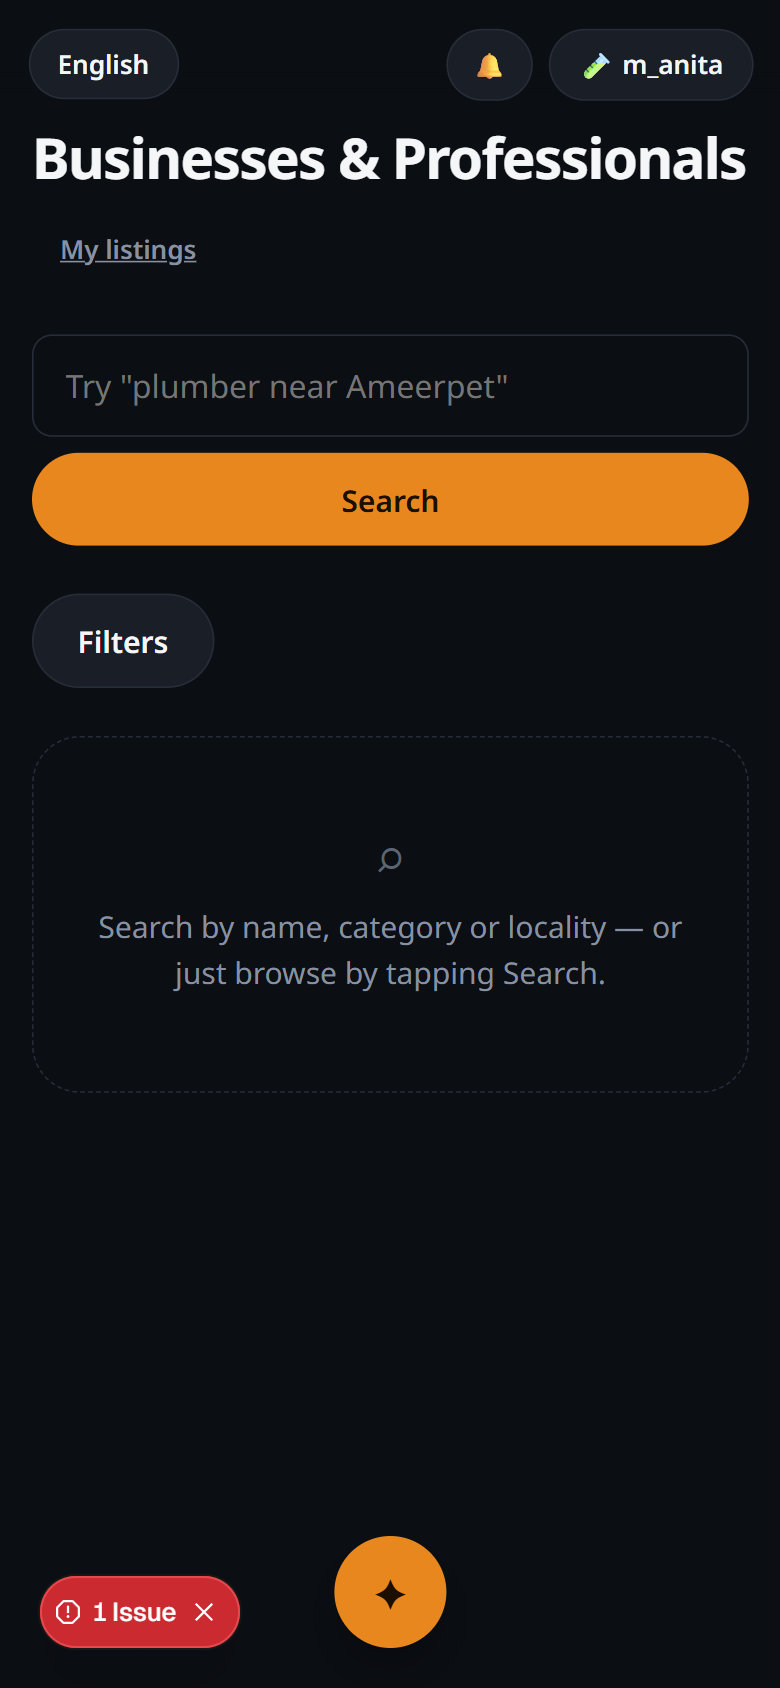 English
🔔
🧪 m_anita
Businesses & Professionals
My listings
Try "plumber near Ameerpet"
Search
Filters
Search by name, category or locality — or
just browse by tapping Search.
1 Issue